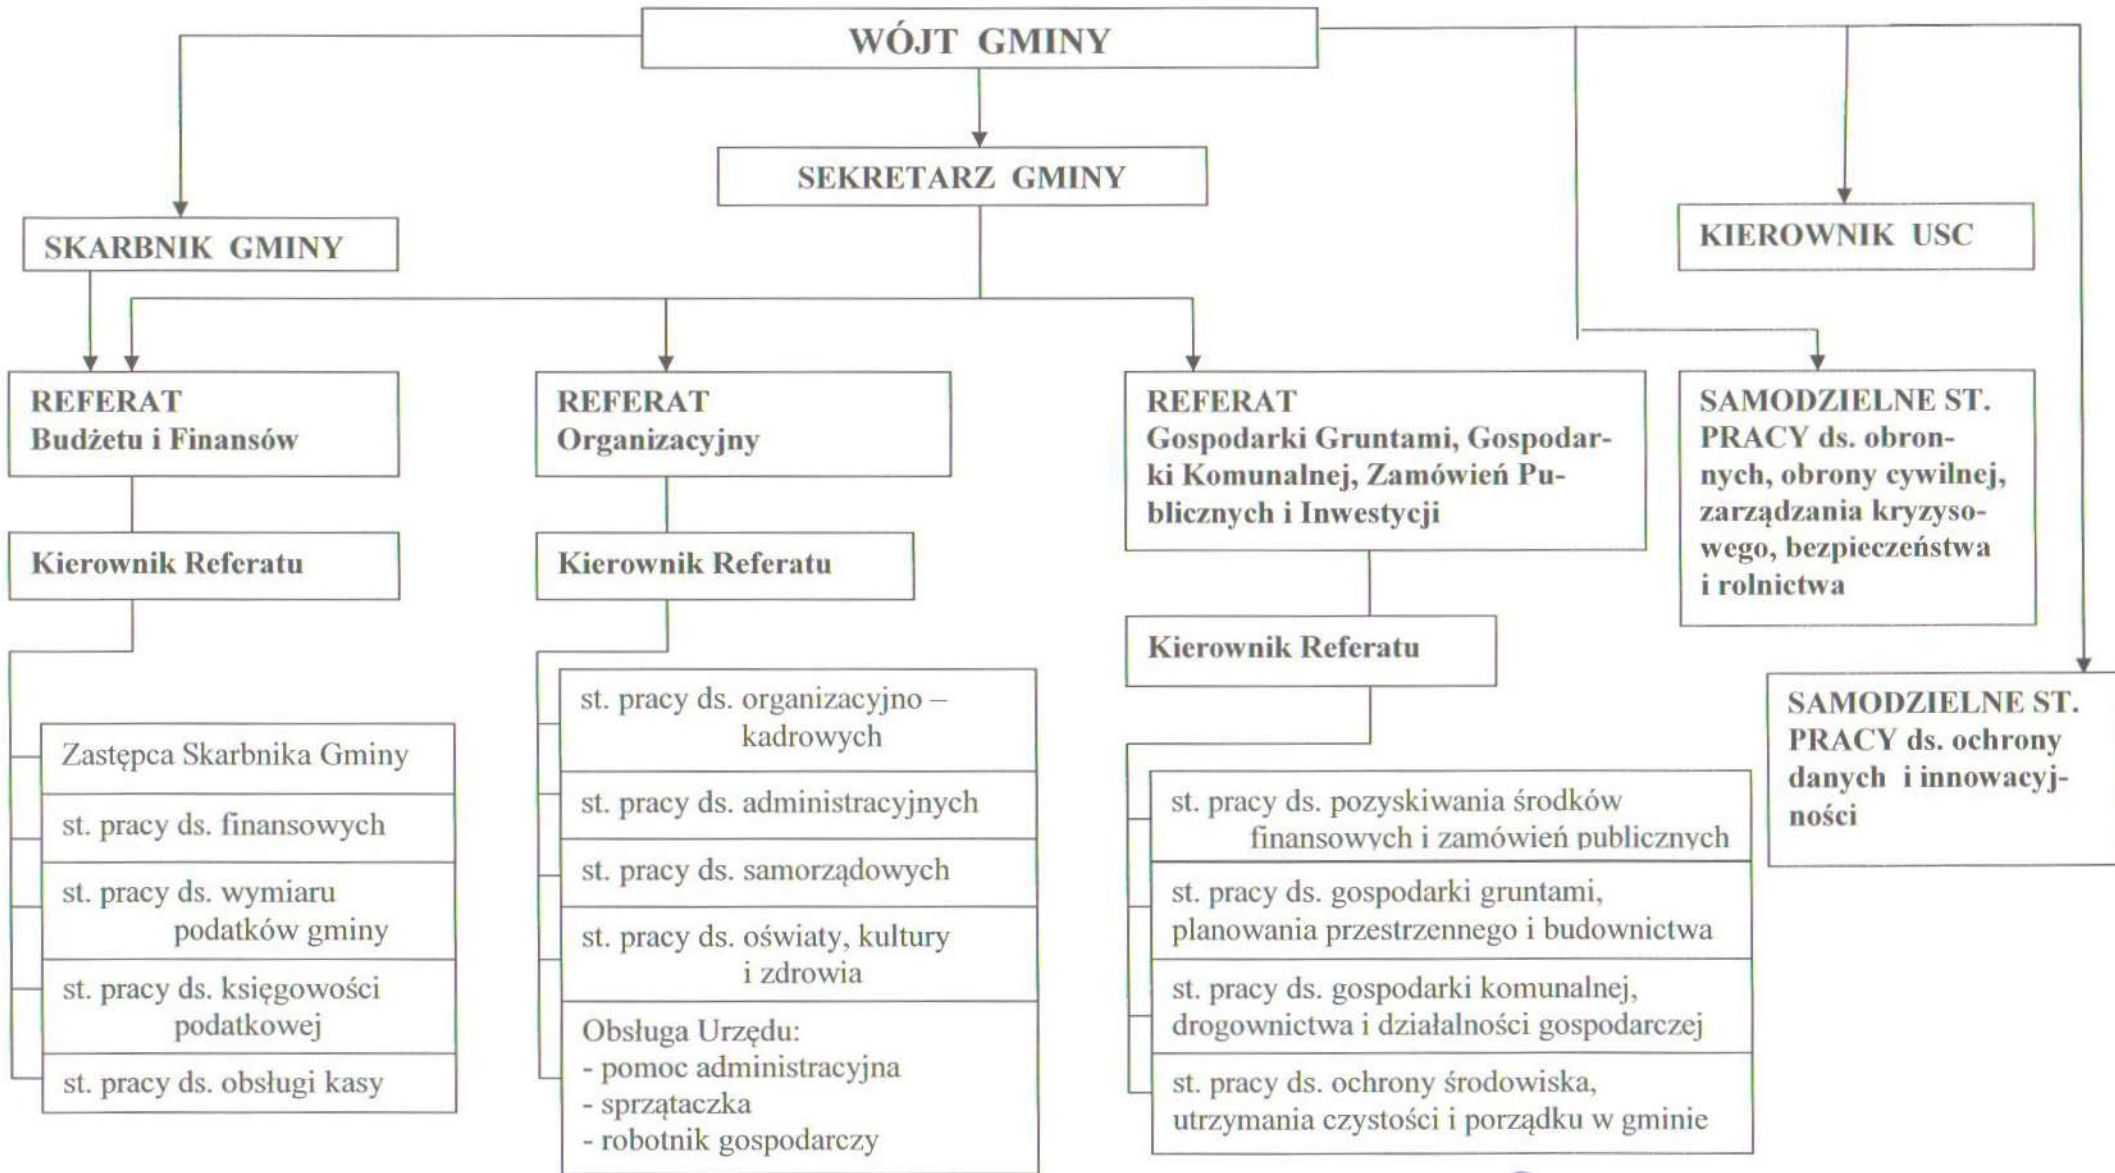 WÓJT GMINY
SEKRETARZ GMINY
SKARBNIK GMINY
KIEROWNIK USC
REFERAT
Budżetu i Finansów
Kierownik Referatu
Zastępca Skarbnika Gminy
st. pracy ds. finansowych
st. pracy ds. wymiaru
podatków gminy
st. pracy ds. księgowości
podatkowej
st. pracy ds. obsługi kasy
REFERAT
Organizacyjny
Kierownik Referatu
st. pracy ds. organizacyjno –
kadrowych
st. pracy ds. administracyjnych
st. pracy ds. samorządowych
st. pracy ds. oświaty, kultury
i zdrowia
Obsługa Urzędu:
- pomoc administracyjna
- sprzątaczka
- robotnik gospodarczy
REFERAT
Gospodarki Gruntami, Gospodar-
ki Komunalnej, Zamówień Pu-
blicznych i Inwestycji
Kierownik Referatu
st. pracy ds. pozyskiwania środków
finansowych i zamówień publicznych
st. pracy ds. gospodarki gruntami,
planowania przestrzennego i budownictwa
st. pracy ds. gospodarki komunalnej,
drogownictwa i działalności gospodarczej
st. pracy ds. ochrony środowiska,
utrzymania czystości i porządku w gminie
SAMODZIELNE ST.
PRACY ds. obron-
nych, obrony cywilnej,
zarządzania kryzyso-
wego, bezpieczeństwa
i rolnictwa
SAMODZIELNE ST.
PRACY ds. ochrony
danych i innowacyj-
ności